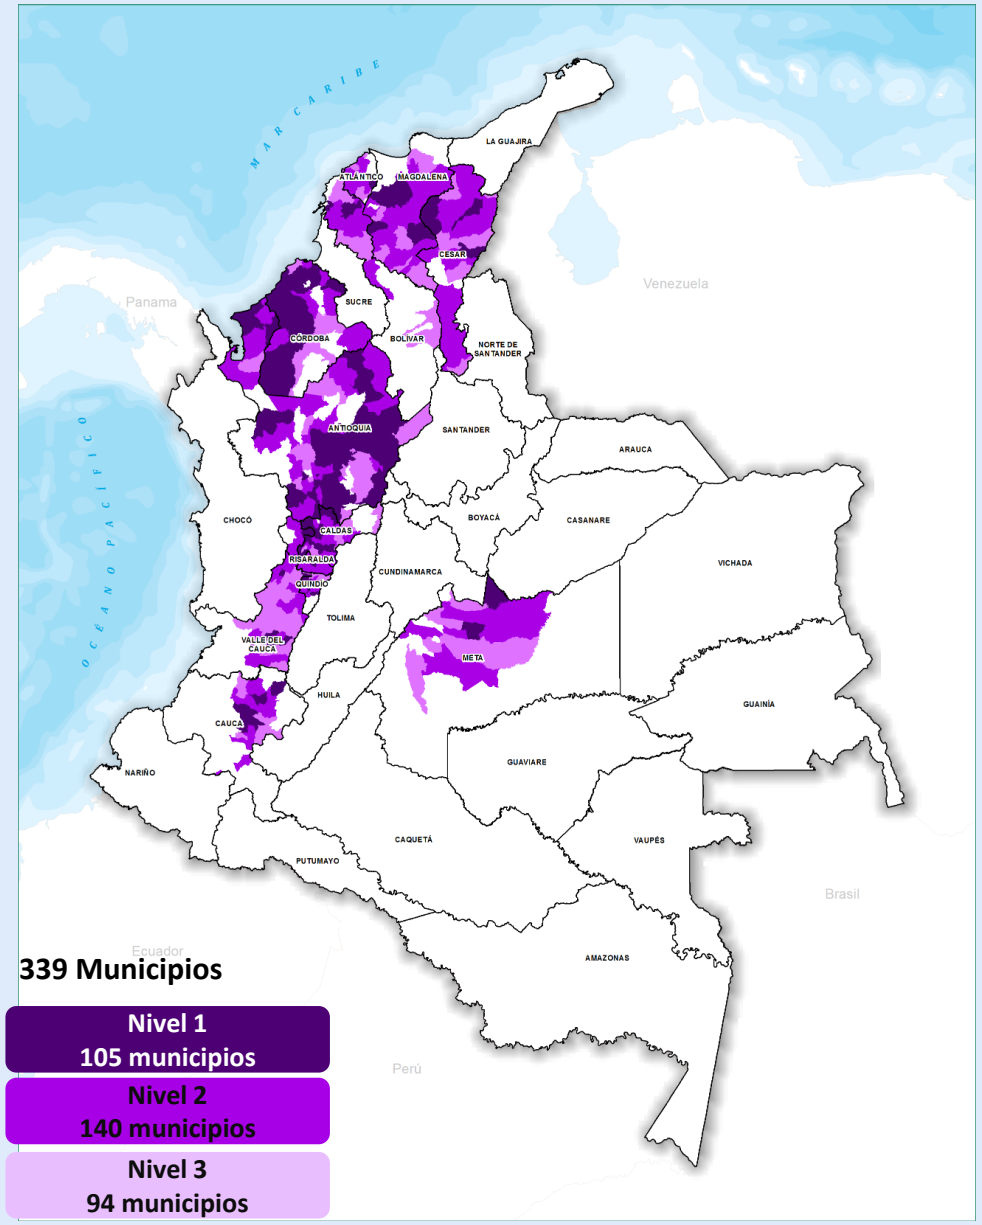 MAR CARIBE
LA GUAJIRA
ATLÁNTICO
MAGDALENA
CESAR
Venezuela
Panama
SUCRE
CÓRDOBA
BOLÍVAR
NORTE DE
SANTANDER
OCÉANO PACÍFICO
ANTIOQUIA
SANTANDER
ARAUCA
CHOCÓ
BOYACÁ
CASANARE
CALDAS
RISARALDA
CUNDINAMARCA
VICHADA
QUINDÍO
TOLIMA
VALLE DEL
CAUCA
META
HUILA
GUAINÍA
CAUCA
GUAVIARE
NARIÑO
CAQUETÁ
VAUPÉS
PUTUMAYO
Brasil
Ecuador
AMAZONAS
339 Municipios
Nivel 1
105 municipios
Perú
Nivel 2
140 municipios
Nivel 3
94 municipios